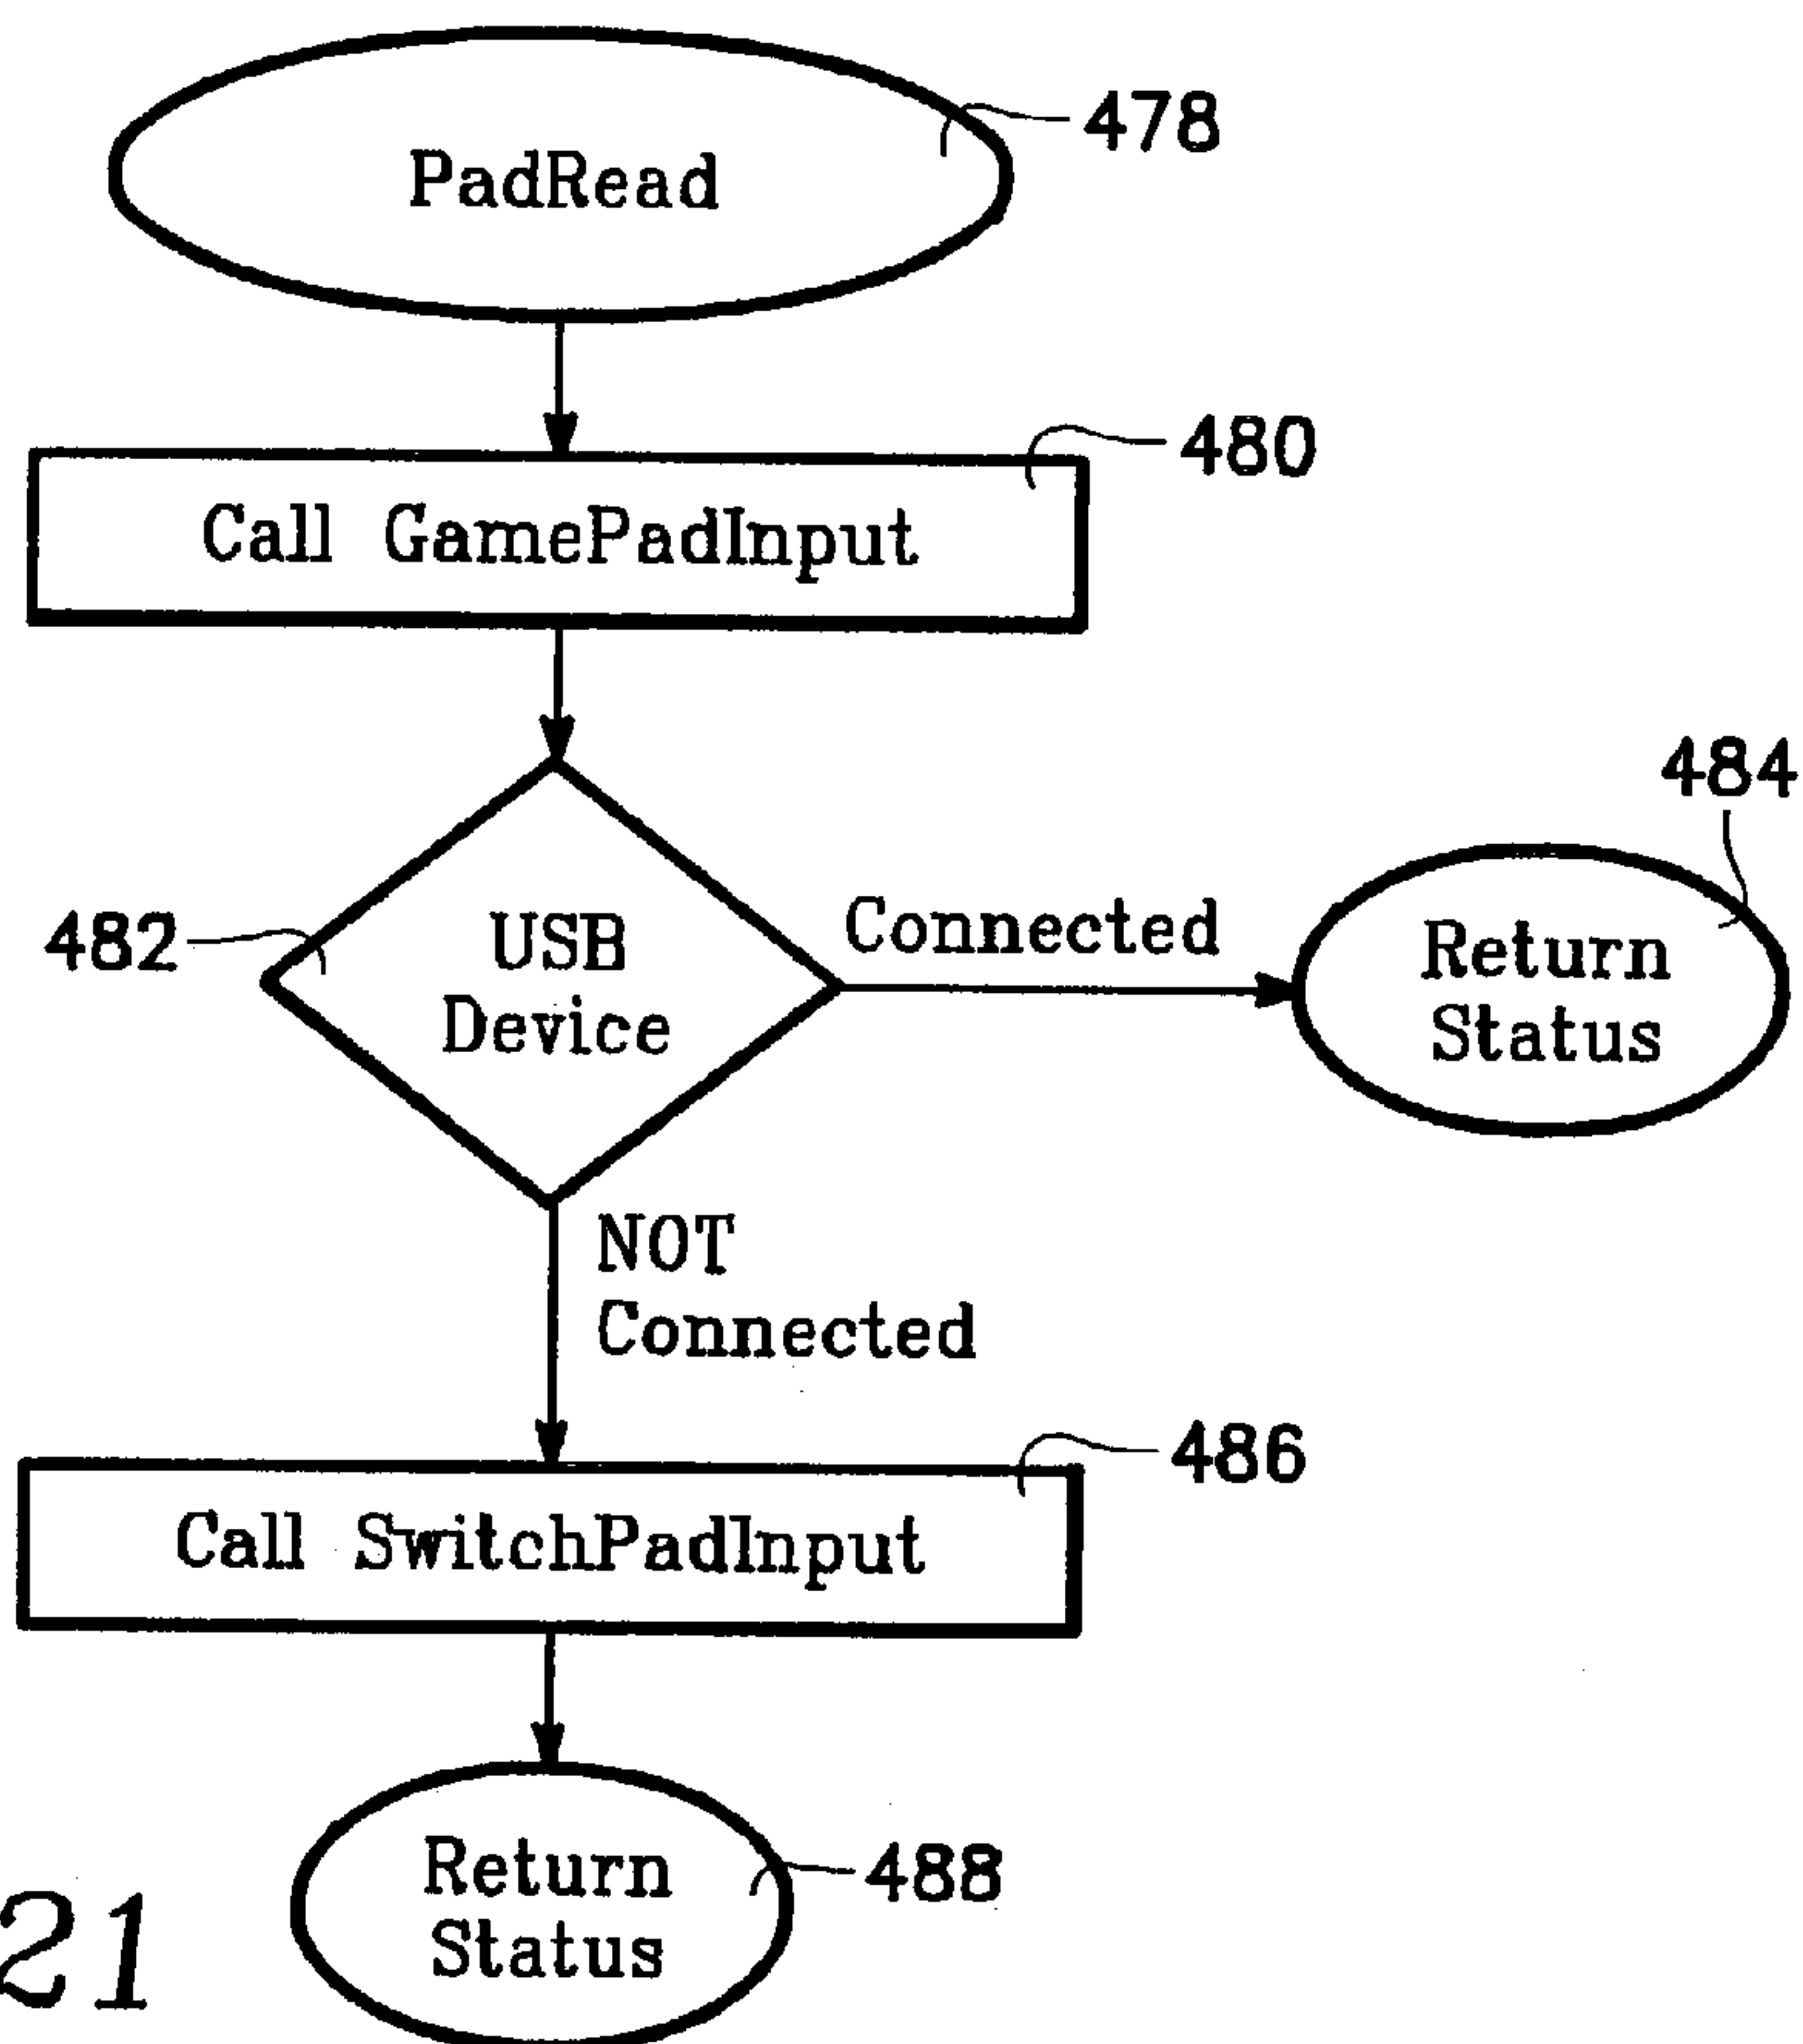 PadRead
478
Call GamePadInput
480
484
482
USB
Device
Connected
Return
Status
NOT
Connected
486
Call SwitchPadInput
Return
Status
488
21